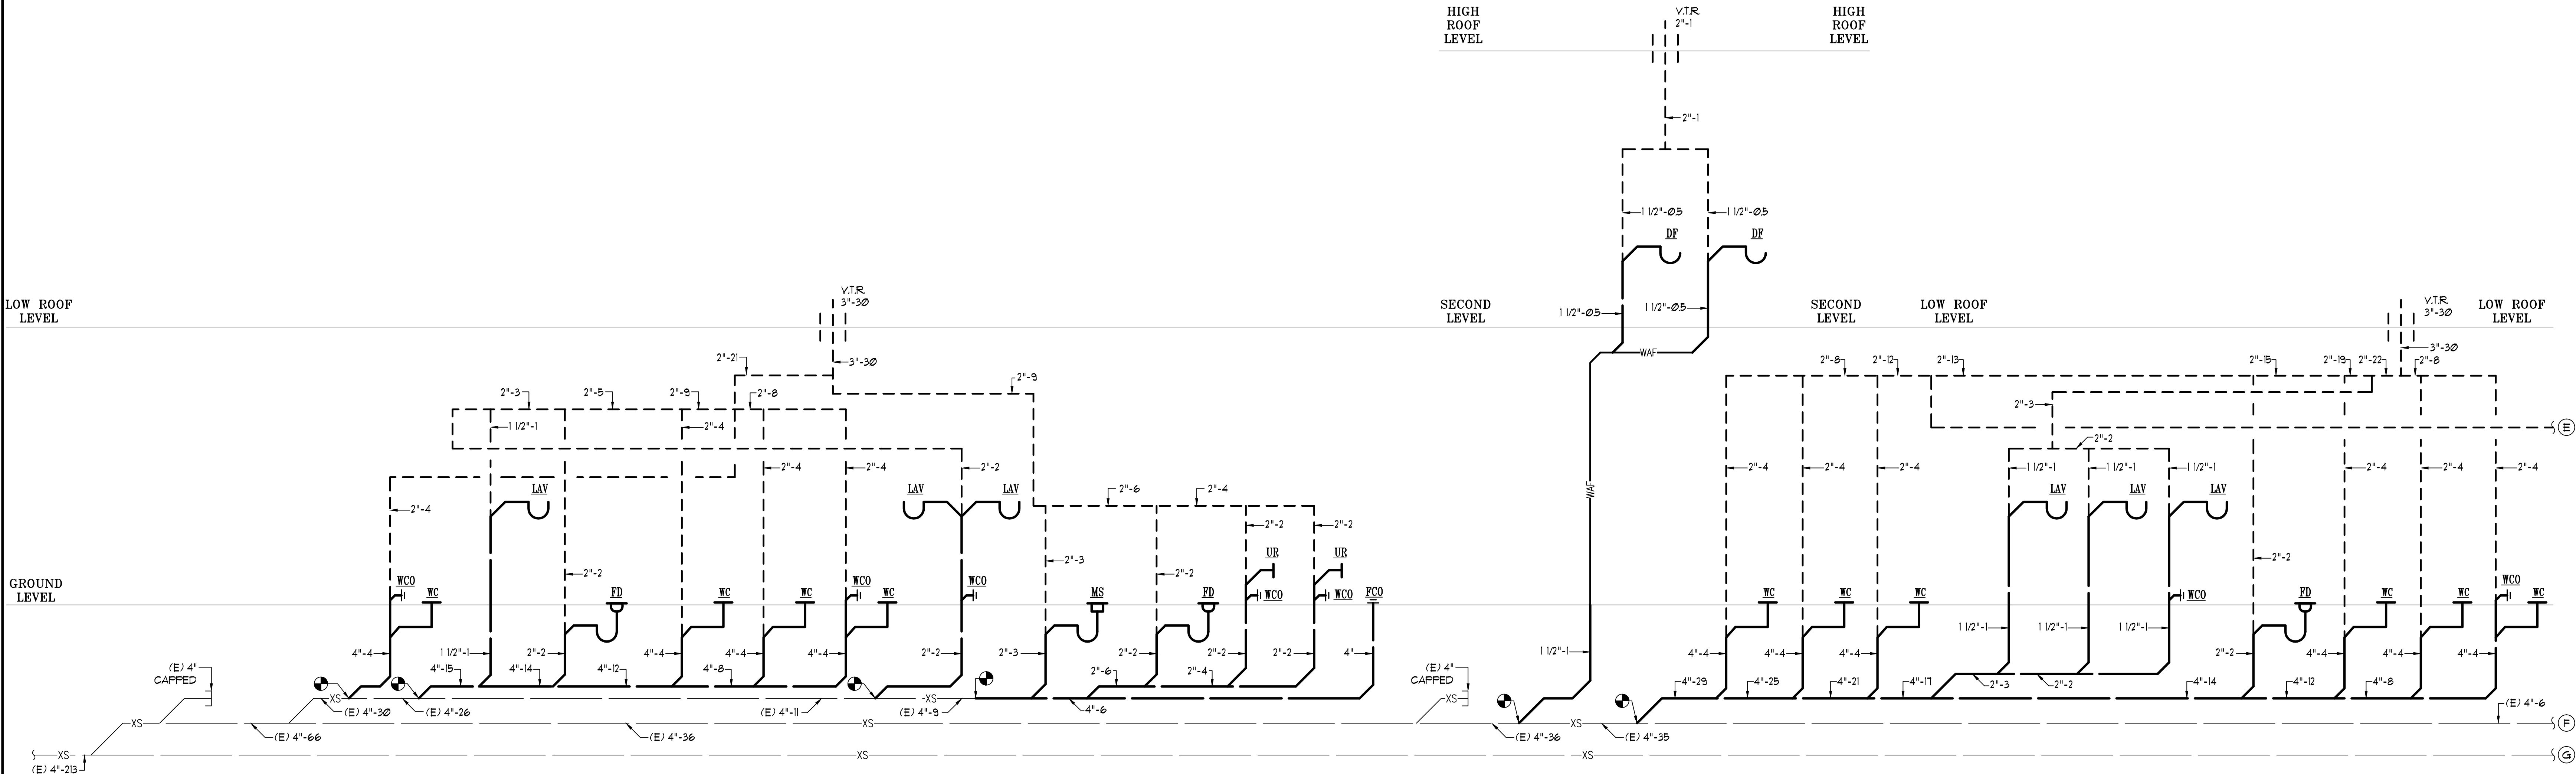 HIGH
ROOF
LEVEL
V.T.R.
2"-1
HIGH
ROOF
LEVEL
2"-1
1 1/2"-0.5
1 1/2"-0.5
DF
DF
LOW ROOF
LEVEL
V.T.R.
3"-30
SECOND
LEVEL
1 1/2"-0.5
1 1/2"-0.5
SECOND
LEVEL
LOW ROOF
LEVEL
V.T.R.
3"-30
LOW ROOF
LEVEL
2"-21
3"-30
WAF
3"-30
2"-8
2"-12
2"-13
2"-15
2"-19
2"-22
2"-8
2"-9
2"-3
2"-5
2"-9
2"-8
2"-3
1 1/2"-1
2"-4
E
2"-2
2"-4
2"-4
2"-2
2"-4
2"-4
2"-4
1 1/2"-1
1 1/2"-1
1 1/2"-1
2"-4
2"-4
2"-4
LAV
LAV
LAV
2"-6
2"-4
WAF
LAV
LAV
LAV
2"-4
2"-2
2"-2
UR
UR
2"-3
2"-2
2"-2
2"-2
GROUND
LEVEL
WCO
WC
FD
WC
WC
WCO
WC
WCO
MS
FD
WCO
WCO
FCO
WC
WC
WC
WCO
FD
WC
WC
WCO
WC
1 1/2"-1
1 1/2"-1
1 1/2"-1
4"-4
1 1/2"-1
2"-2
4"-4
4"-4
4"-4
2"-2
2"-3
2"-2
2"-2
2"-2
4"
1 1/2"-1
4"-4
4"-4
4"-4
2"-2
4"-4
4"-4
4"-4
(E) 4"
CAPPED
4"-15
4"-14
4"-12
4"-8
2"-6
2"-4
(E) 4"
CAPPED
4"-29
4"-25
4"-21
4"-17
2"-3
2"-2
4"-14
4"-12
4"-8
XS
XS
XS
XS
(E) 4"-30
(E) 4"-26
(E) 4"-11
(E) 4"-9
4"-6
(E) 4"-6
XS
XS
XS
F
(E) 4"-66
(E) 4"-36
(E) 4"-36
(E) 4"-35
XS
XS
XS
G
(E) 4"-213